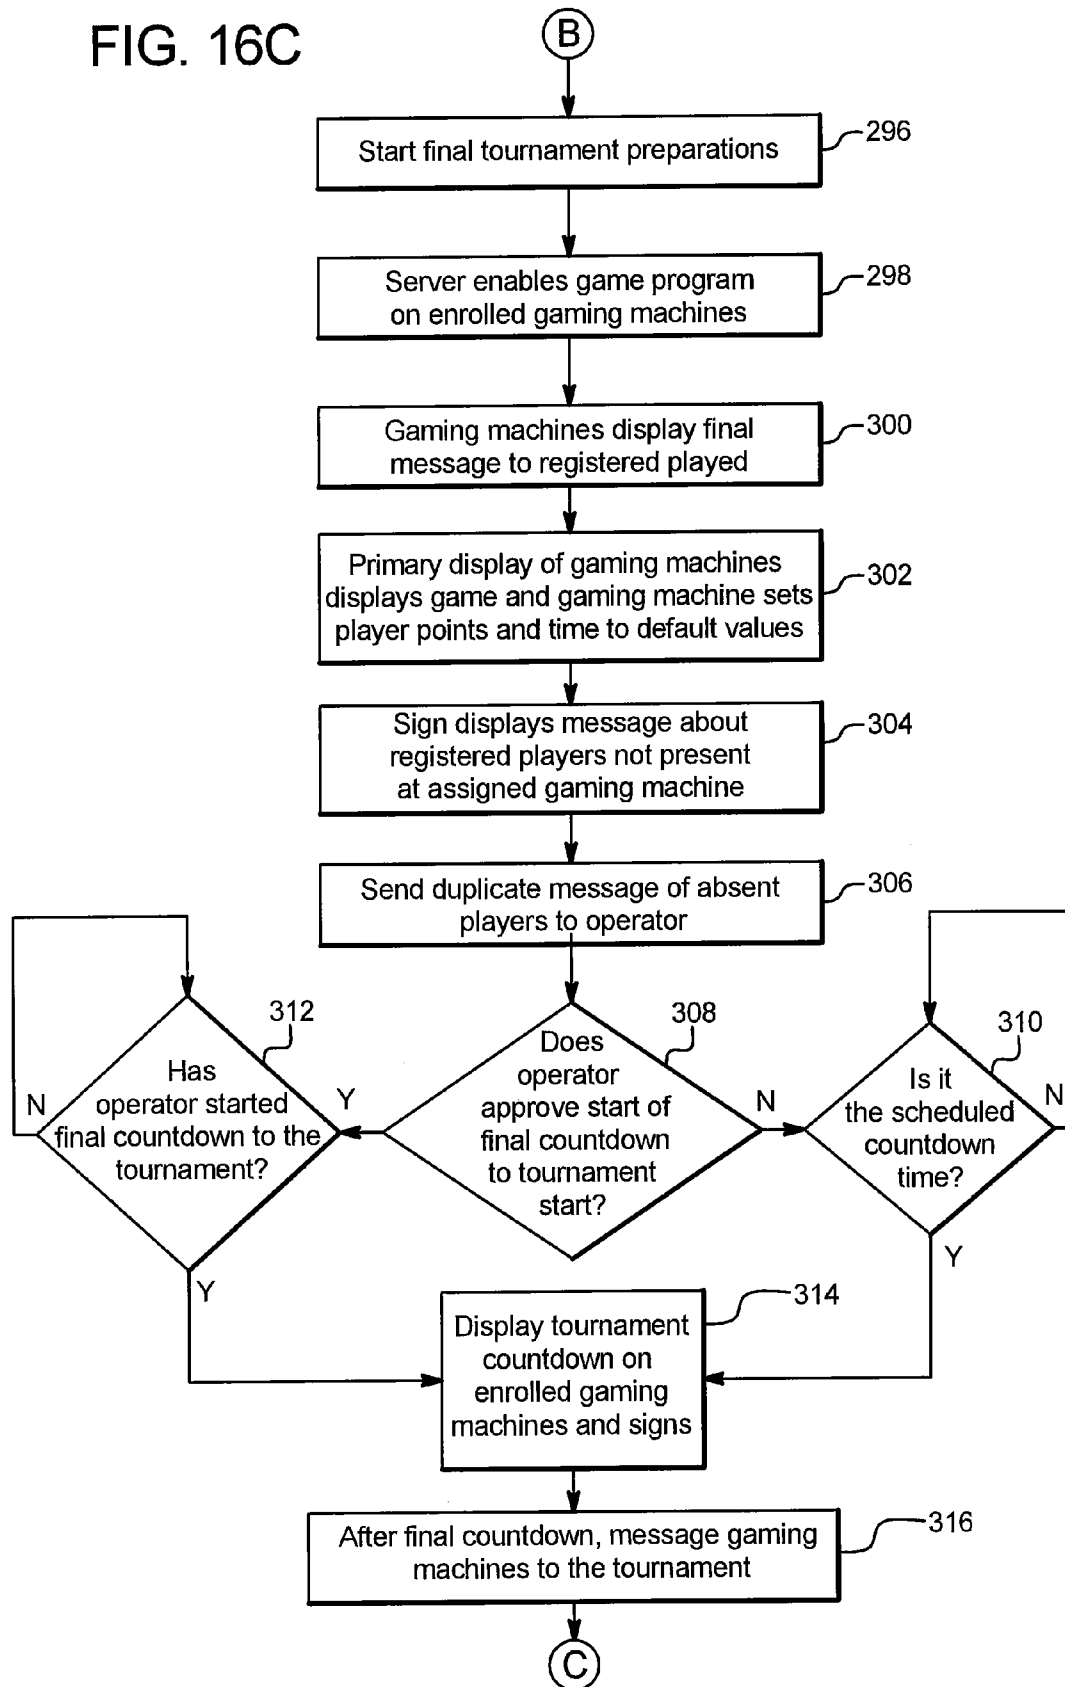 FIG. 16C
B
Start final tournament preparations
296
Server enables game program
on enrolled gaming machines
298
Gaming machines display final
message to registered played
300
Primary display of gaming machines
displays game and gaming machine sets
player points and time to default values
302
Sign displays message about
registered players not present
at assigned gaming machine
304
Send duplicate message of absent
players to operator
306
312
Has
operator started
final countdown to the
tournament?
N
Y
Y
308
Does
operator
approve start of
final countdown
to tournament
start?
N
310
Is it
the scheduled
countdown
time?
N
Y
314
Display tournament
countdown on
enrolled gaming
machines and signs
After final countdown, message gaming
machines to the tournament
316
C